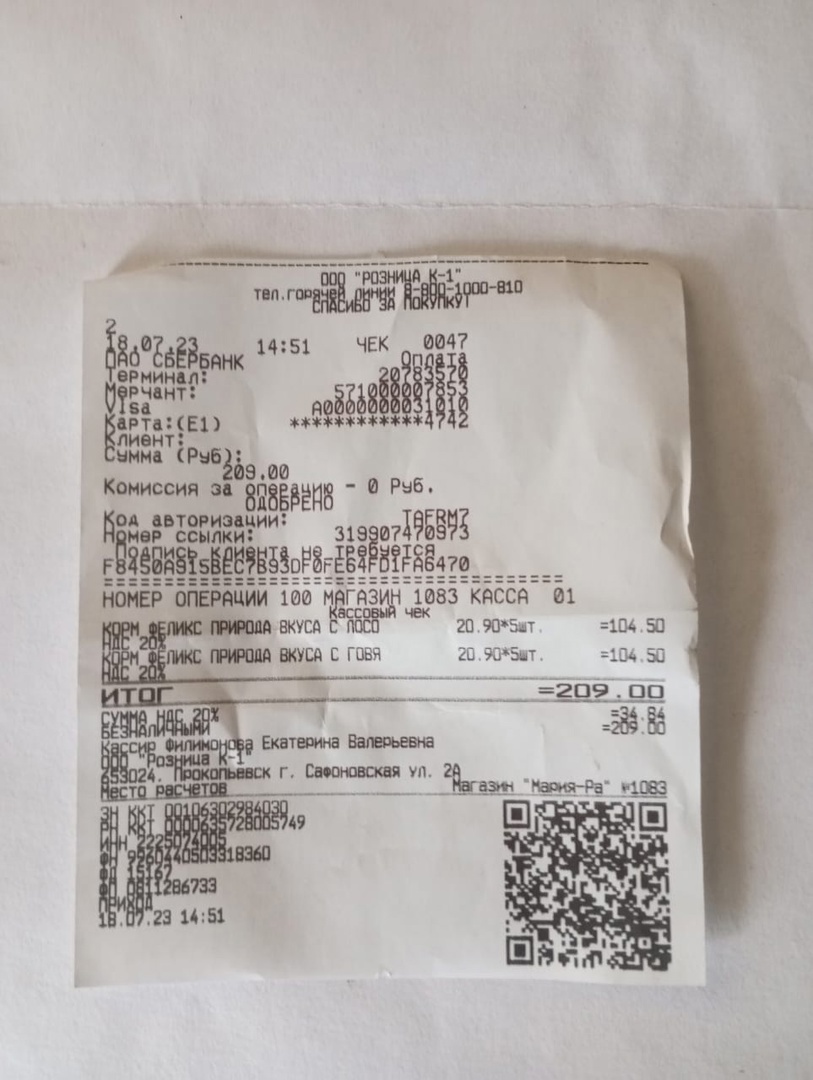 ООО "РОЗНИЦА К-1"
тел.горячей линии 8-800-1000-810
СПАСИБО ЗА ПОКУПКУ!
2
18.07.23 14:51 ЧЕК 0047
ПАО СБЕРБАНК Оплата
Терминал: 20783570
Мерчант: 571000007853
Visa A0000000031010
Карта:(E1) ************4742
Клиент:
Сумма (Руб):
209.00
Комиссия за операцию - 0 Руб.
ОДОБРЕНО
Код авторизации: TAFRM7
Номер ссылки: 319907470973
Подпись клиента не требуется
F8450A915BEC7B93DF0FE64FD1FA6470
==========================================
НОМЕР ОПЕРАЦИИ 100 МАГАЗИН 1083 КАССА 01
Кассовый чек
КОРМ ФЕЛИКС ПРИРОДА ВКУСА С ЛОСО 20.90*5шт. =104.50
НДС 20%
КОРМ ФЕЛИКС ПРИРОДА ВКУСА С ГОВЯ 20.90*5шт. =104.50
НДС 20%
ИТОГ =209.00
СУММА НДС 20% =34.84
БЕЗНАЛИЧНЫМИ =209.00
Кассир Филимонова Екатерина Валерьевна
ООО "Розница К-1"
653024. Прокопьевск г. Сафоновская ул. 2А
Место расчетов Магазин "Мария-Ра" №1083
ЗН ККТ 00106302984030
РН ККТ 0000635728005749
ИНН 2225074005
ФН 9960440503318360
ФД 15167
ФП 0811286733
ПРИХОД
18.07.23 14:51